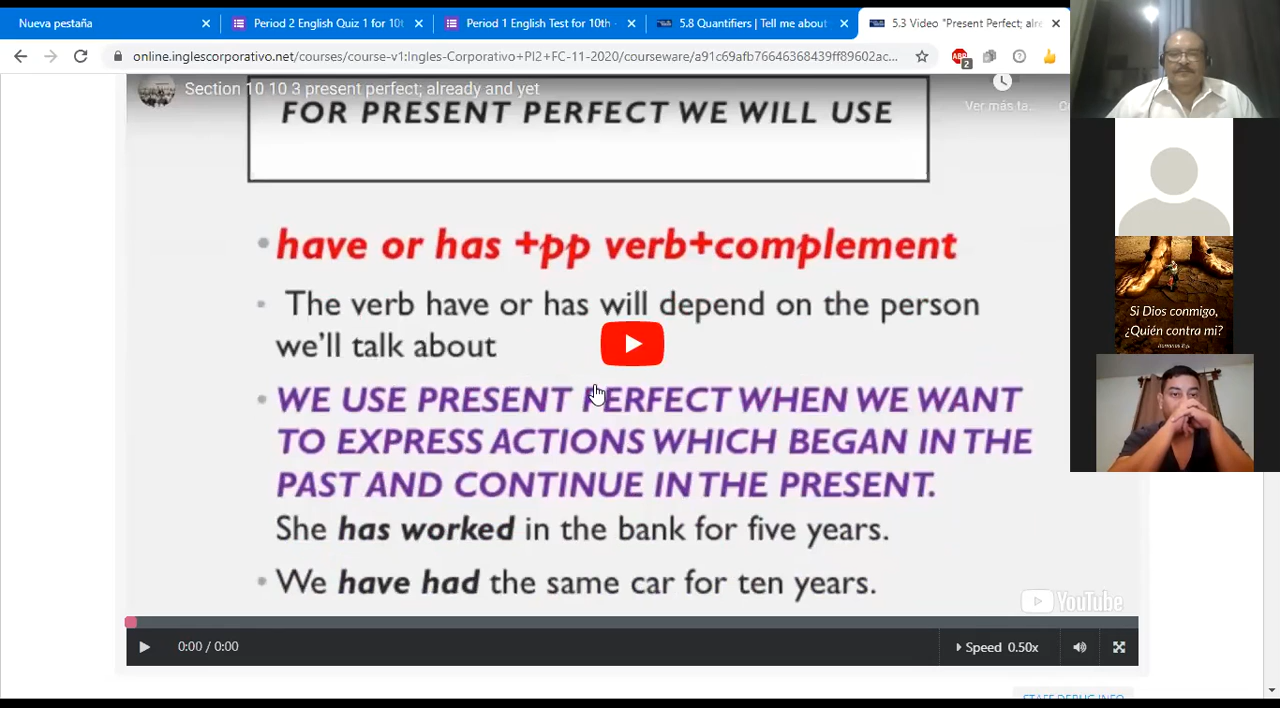 Nueva pestaña
Period 2 English Quiz 1 for 10t
Period 1 English Test for 10th
5.8 Quantifiers | Tell me about
5.3 Video "Present Perfect; alre
online.inglescorporativo.net/courses/course-v1:Ingles-Corporativo+PI2+FC-11-2020/courseware/a91c69afb76646368439ff89602ac...
2
Section 10 10 3 present perfect; already and yet
Ver más ta...
FOR PRESENT PERFECT WE WILL USE
• have or has +pp verb+complement
• The verb have or has will depend on the person
we'll talk about
• WE USE PRESENT PERFECT WHEN WE WANT
TO EXPRESS ACTIONS WHICH BEGAN IN THE
PAST AND CONTINUE IN THE PRESENT.
She has worked in the bank for five years.
• We have had the same car for ten years.
YouTube
0:00 / 0:00
Speed 0.50x
STAFF DEBUG INFO
Si Dios conmigo,
¿Quién contra mi?